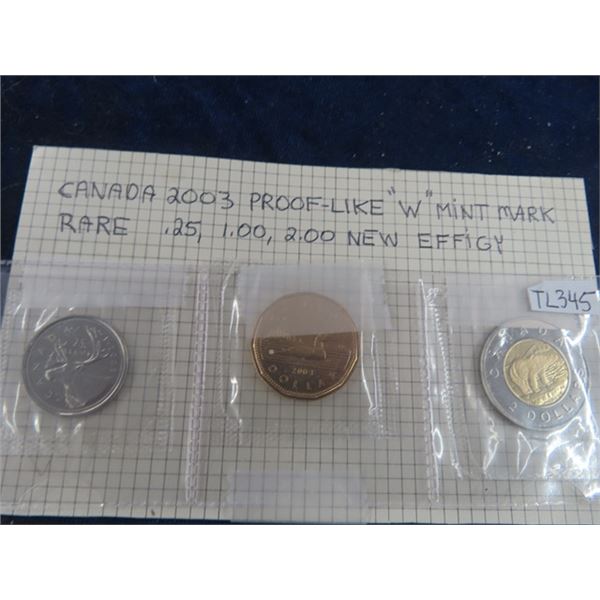 CANADA 2003 PROOF-LIKE "W" MINT MARK
RARE .25, 1.00, 2.00 NEW EFFIGY
TL345
CANADA
2003
DOLLAR
CANADA
2 DOLLARS